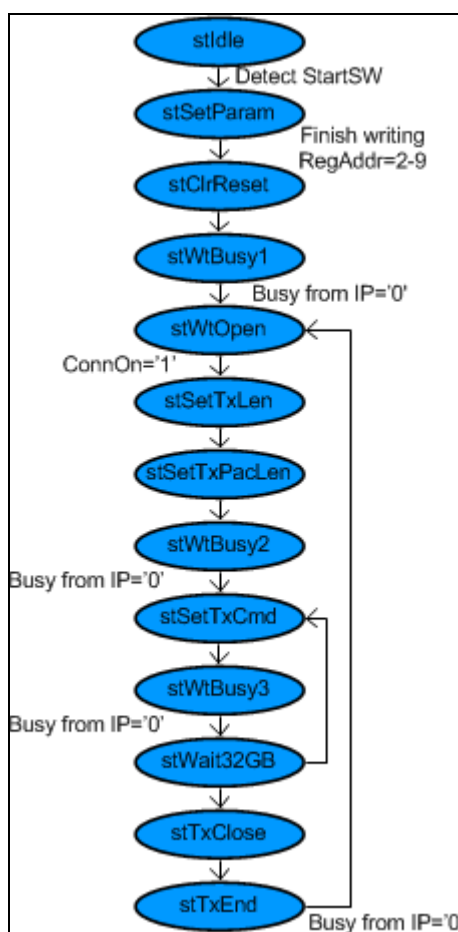 stIdle
Detect StartSW
stSetParam
Finish writing
RegAddr=2-9
stClrReset
stWtBusy1
Busy from IP='0'
stWtOpen
ConnOn='1'
stSetTxLen
stSetTxPacLen
stWtBusy2
Busy from IP='0'
stSetTxCmd
stWtBusy3
Busy from IP='0'
stWait32GB
stTxClose
stTxEnd
Busy from IP='0